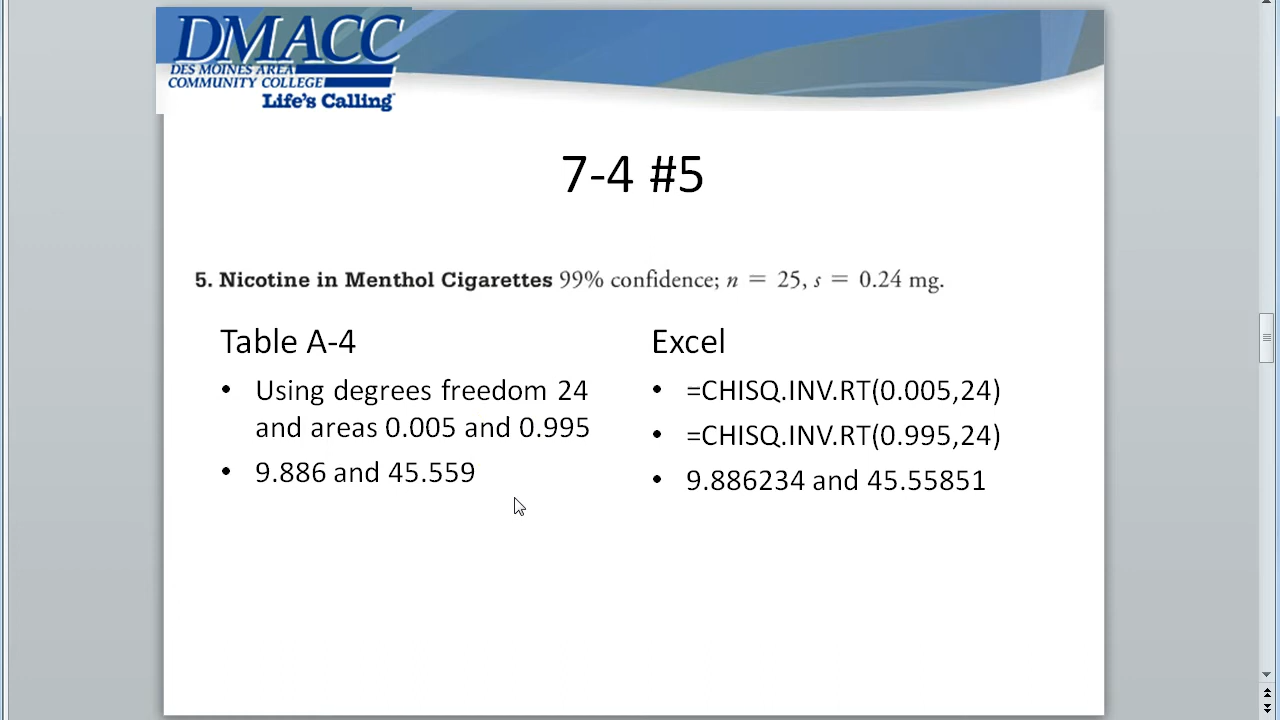 DMACC
DES MOINES AREA
COMMUNITY COLLEGE
Life's Calling
7-4 #5
5. Nicotine in Menthol Cigarettes 99% confidence; n = 25, s = 0.24 mg.
Table A-4
• Using degrees freedom 24
and areas 0.005 and 0.995
• 9.886 and 45.559
Excel
• =CHISQ.INV.RT(0.005,24)
• =CHISQ.INV.RT(0.995,24)
• 9.886234 and 45.55851